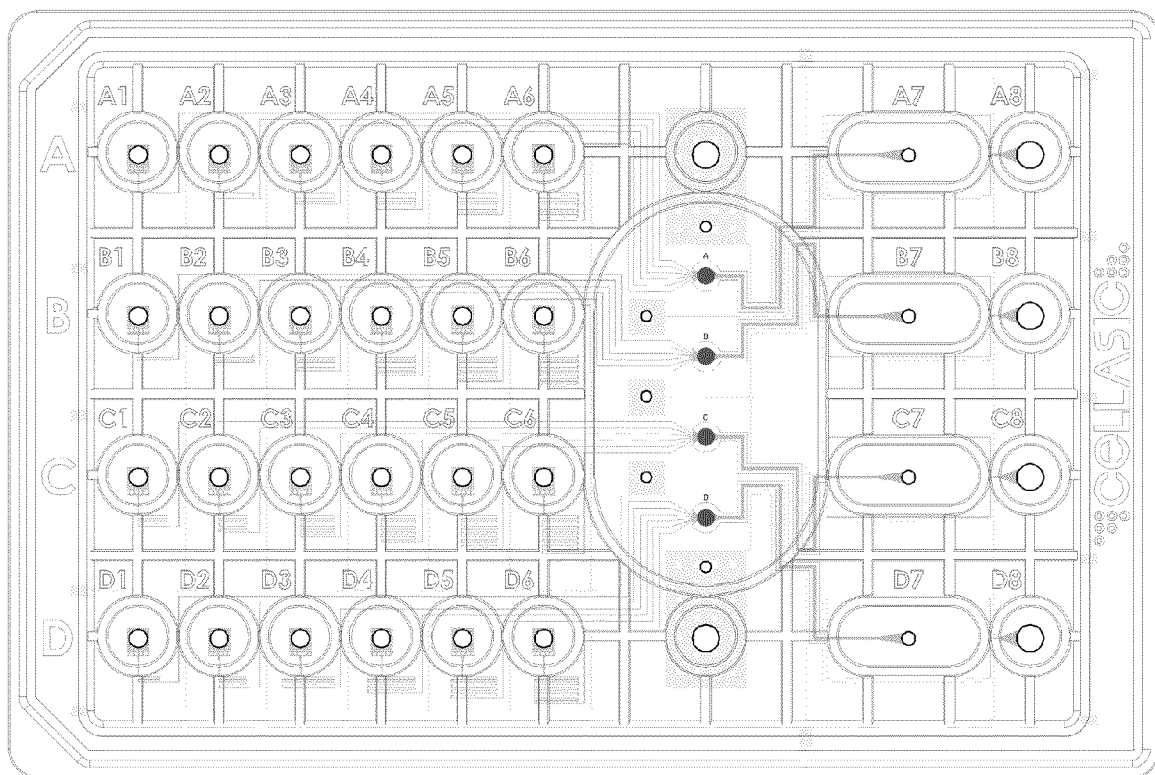 A1 A2 A3 A4 A5 A6 A7 A8
A
A
B1 B2 B3 B4 B5 B6 B7 B8
B
B
C1 C2 C3 C4 C5 C6 C7 C8
C
C
D
D1 D2 D3 D4 D5 D6 D7 D8
D
CELLASIC